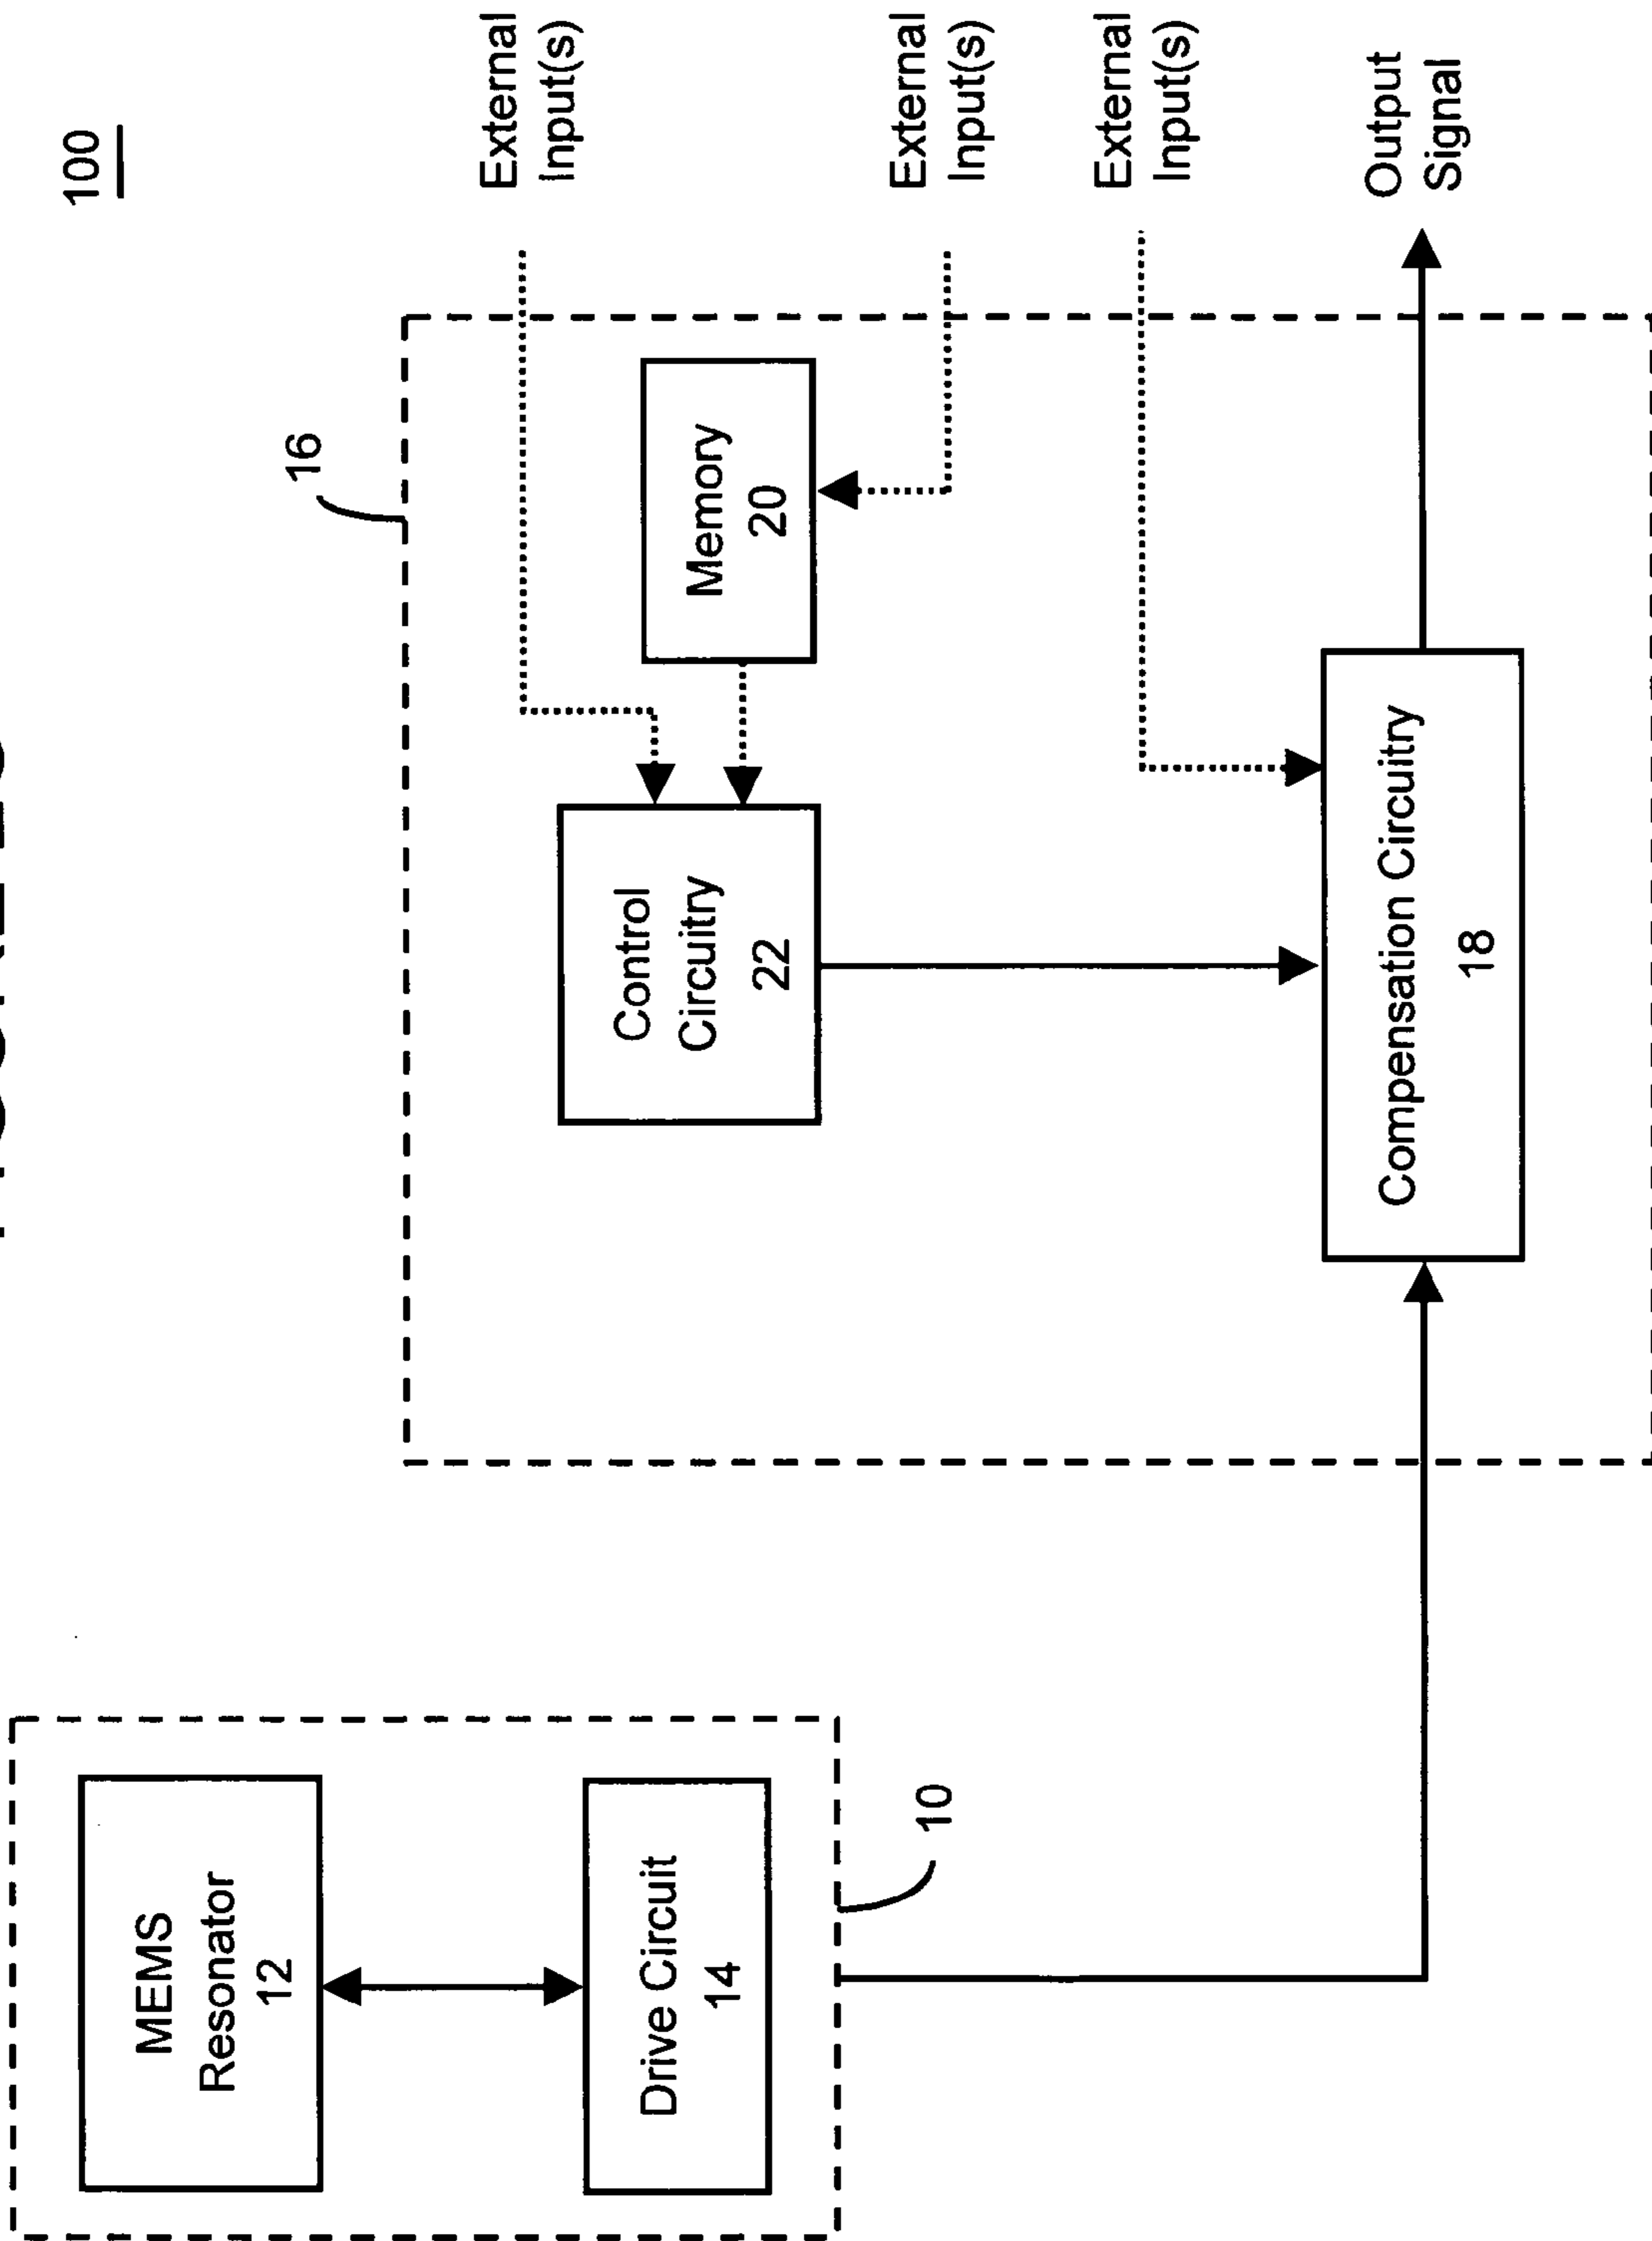 100
MEMS
Resonator
12
Drive Circuit
14
10
16
Control
Circuitry
22
Memory
20
Compensation Circuitry
18
External
Input(s)
External
Input(s)
External
Input(s)
Output
Signal